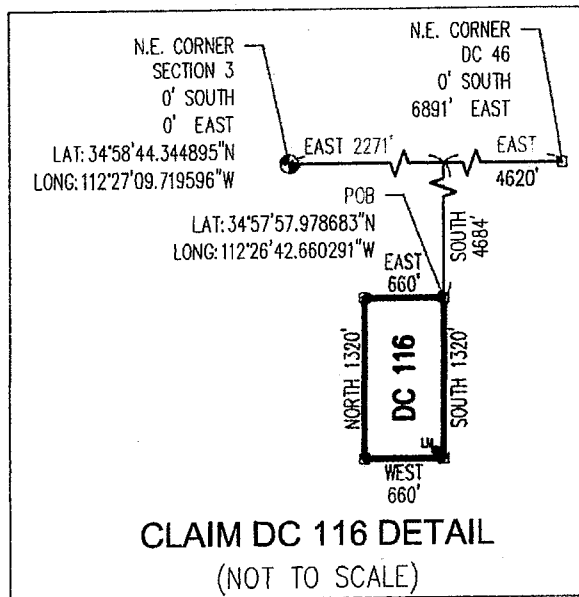 N.E. CORNER
SECTION 3
0' SOUTH
0' EAST
LAT: 34°58'44.344895"N
LONG: 112°27'09.719596"W
N.E. CORNER
DC 46
0' SOUTH
6891' EAST
EAST 2271'
EAST
4620'
POB
LAT: 34°57'57.978683"N
LONG: 112°26'42.660291"W
SOUTH
4684'
EAST
660'
NORTH 1320'
DC 116
SOUTH 1320'
LM
WEST
660'
CLAIM DC 116 DETAIL
(NOT TO SCALE)